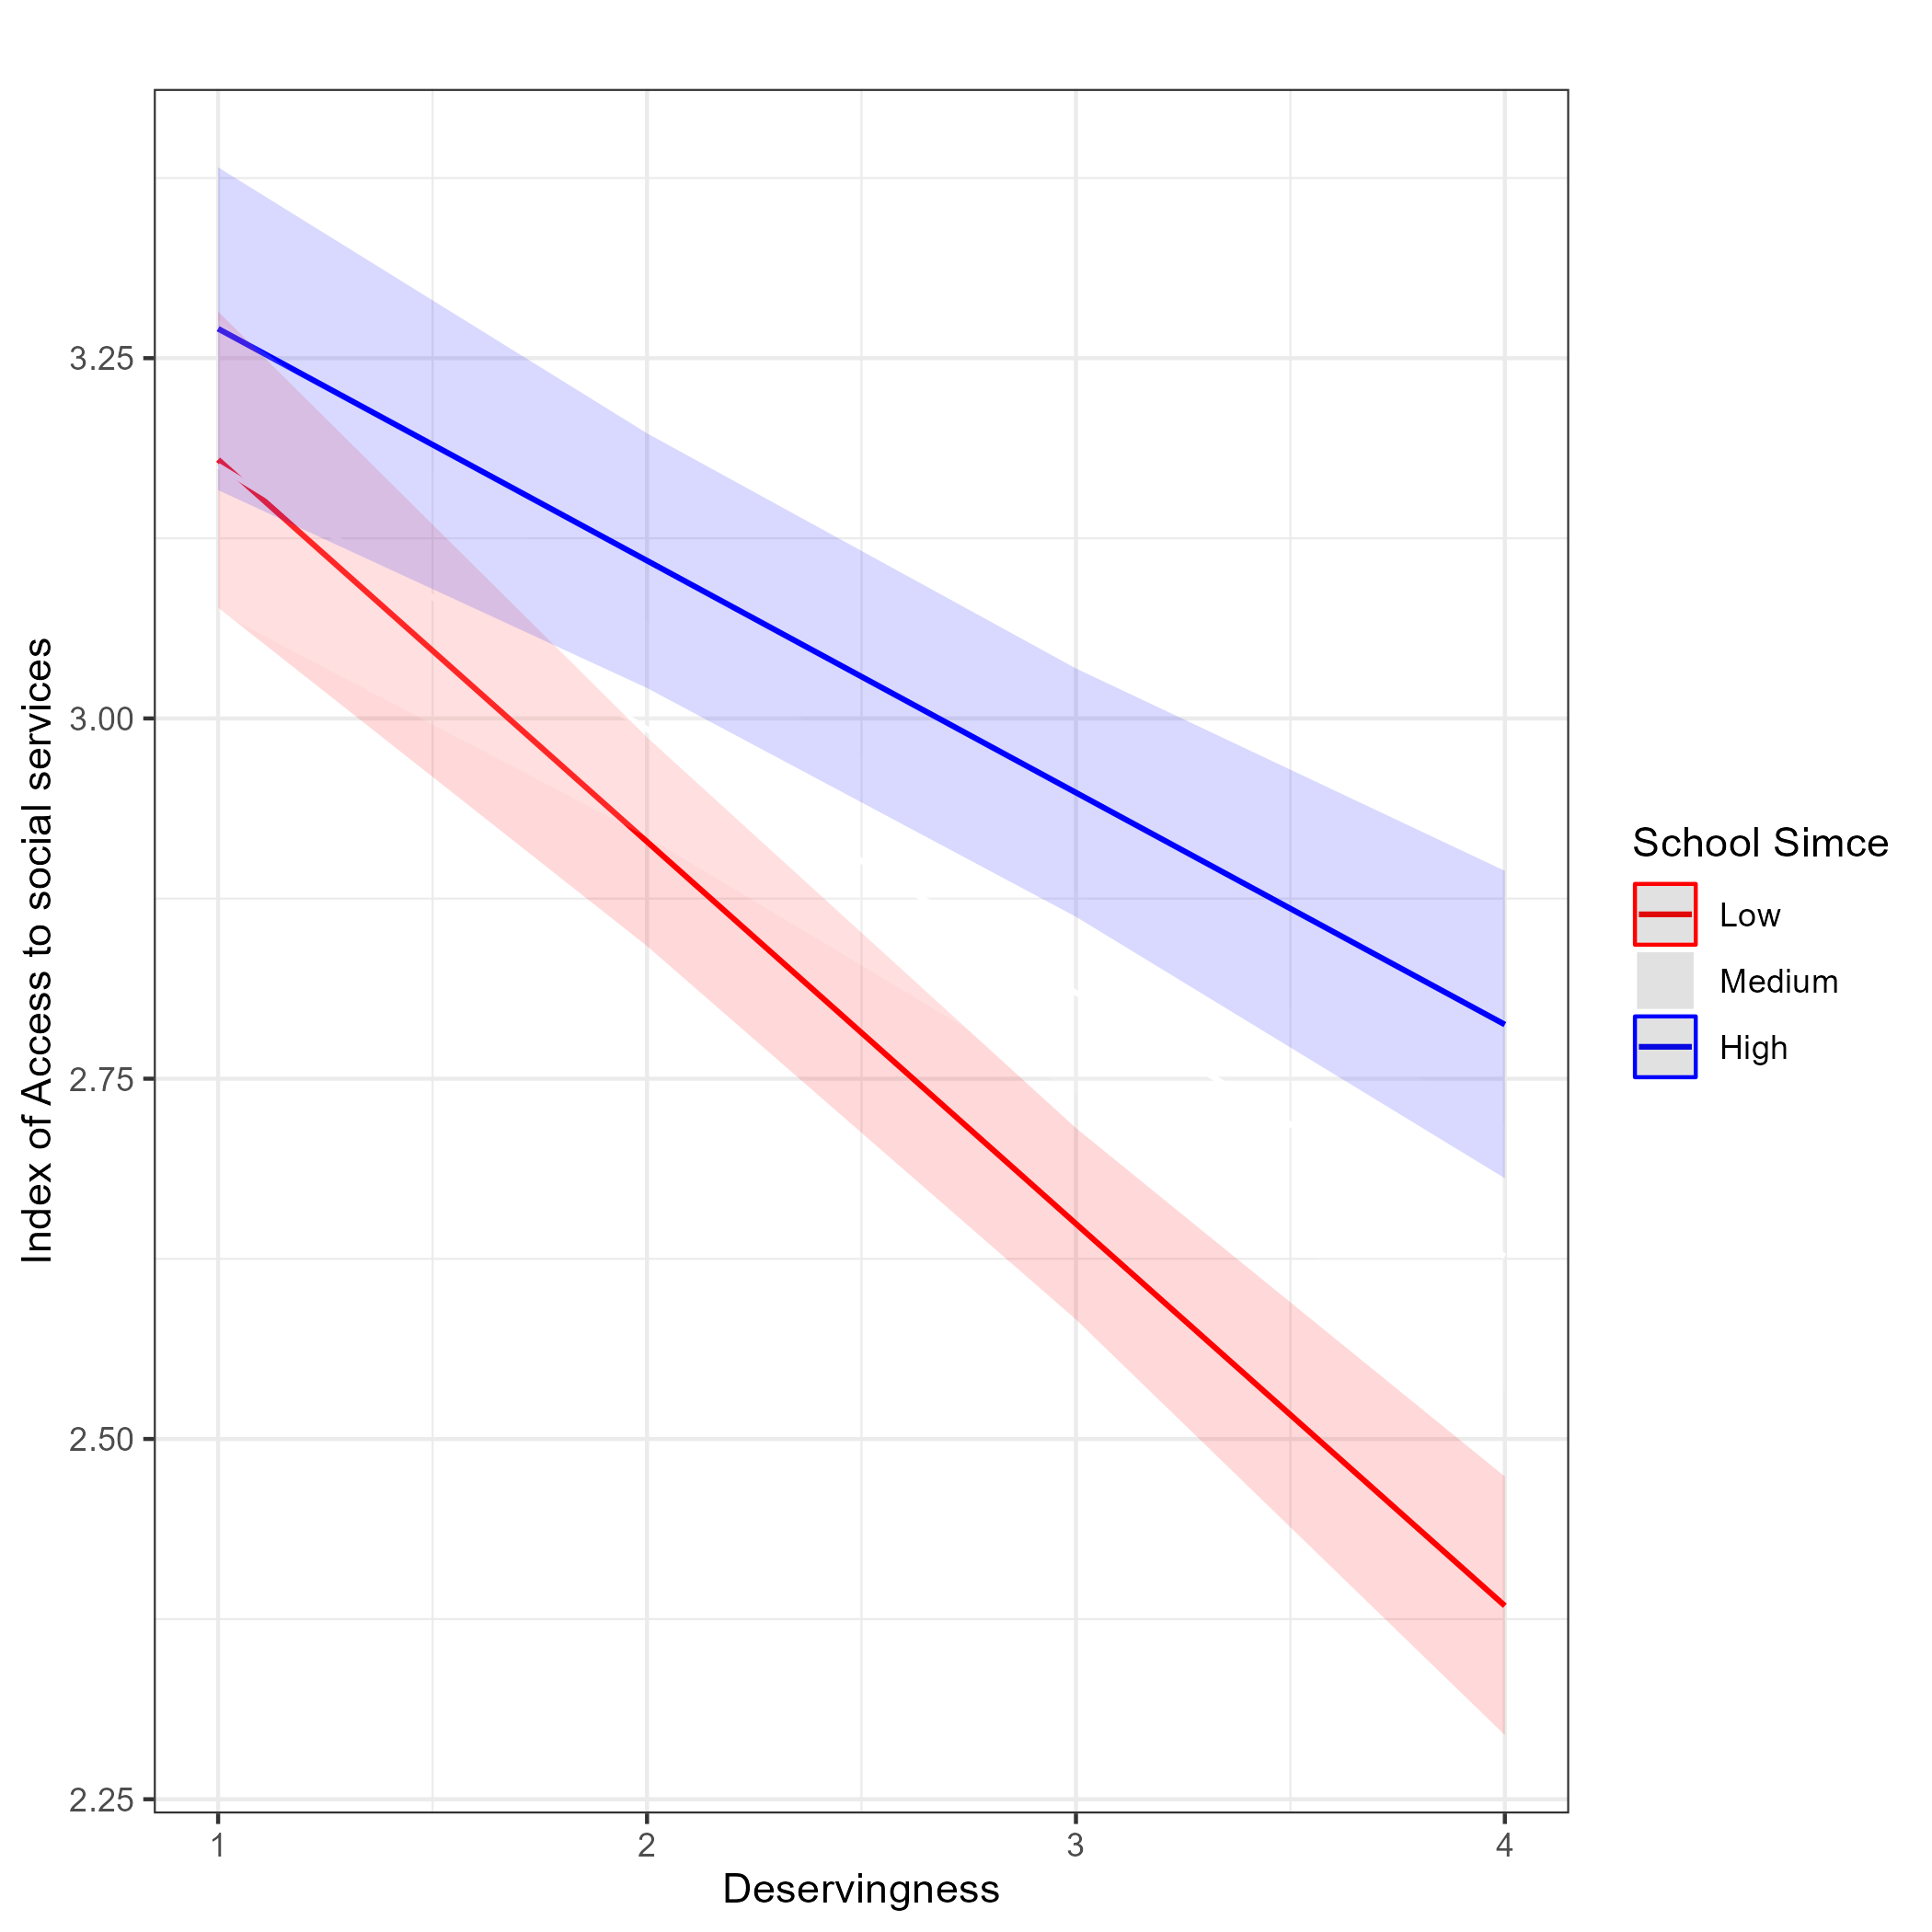 Index of Access to social services
3.25
3.00
2.75
2.50
2.25
1
2
3
4
Deservingness
School Simce
Low
Medium
High